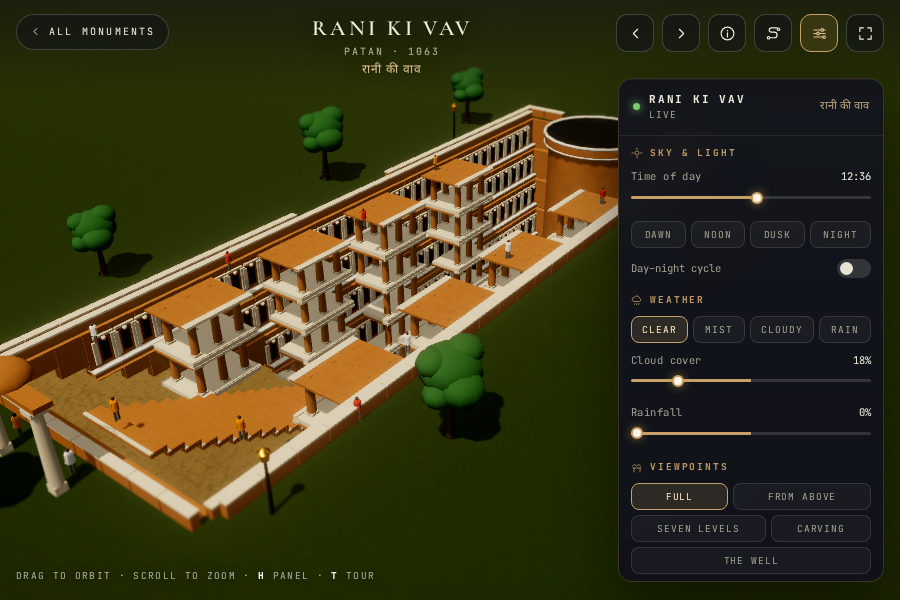 ALL MONUMENTS
RANI KI VAV
PATAN · 1063
रानी की वाव
RANI KI VAV
LIVE
रानी की वाव
SKY & LIGHT
Time of day 12:36
DAWN NOON DUSK NIGHT
Day–night cycle
WEATHER
CLEAR MIST CLOUDY RAIN
Cloud cover 18%
Rainfall 0%
VIEWPOINTS
FULL FROM ABOVE
SEVEN LEVELS CARVING
THE WELL
DRAG TO ORBIT · SCROLL TO ZOOM · H PANEL · T TOUR